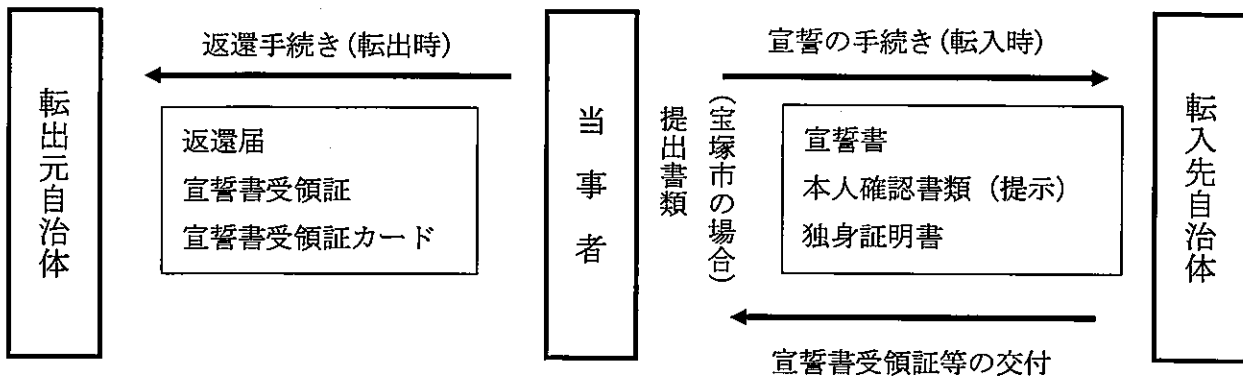 転出元自治体
返還手続き(転出時)
返還届
宣誓書受領証
宣誓書受領証カード
当事者
宣誓の手続き(転入時)
提出書類
(宝塚市の場合)
宣誓書
本人確認書類(提示)
独身証明書
宣誓書受領証等の交付
転入先自治体